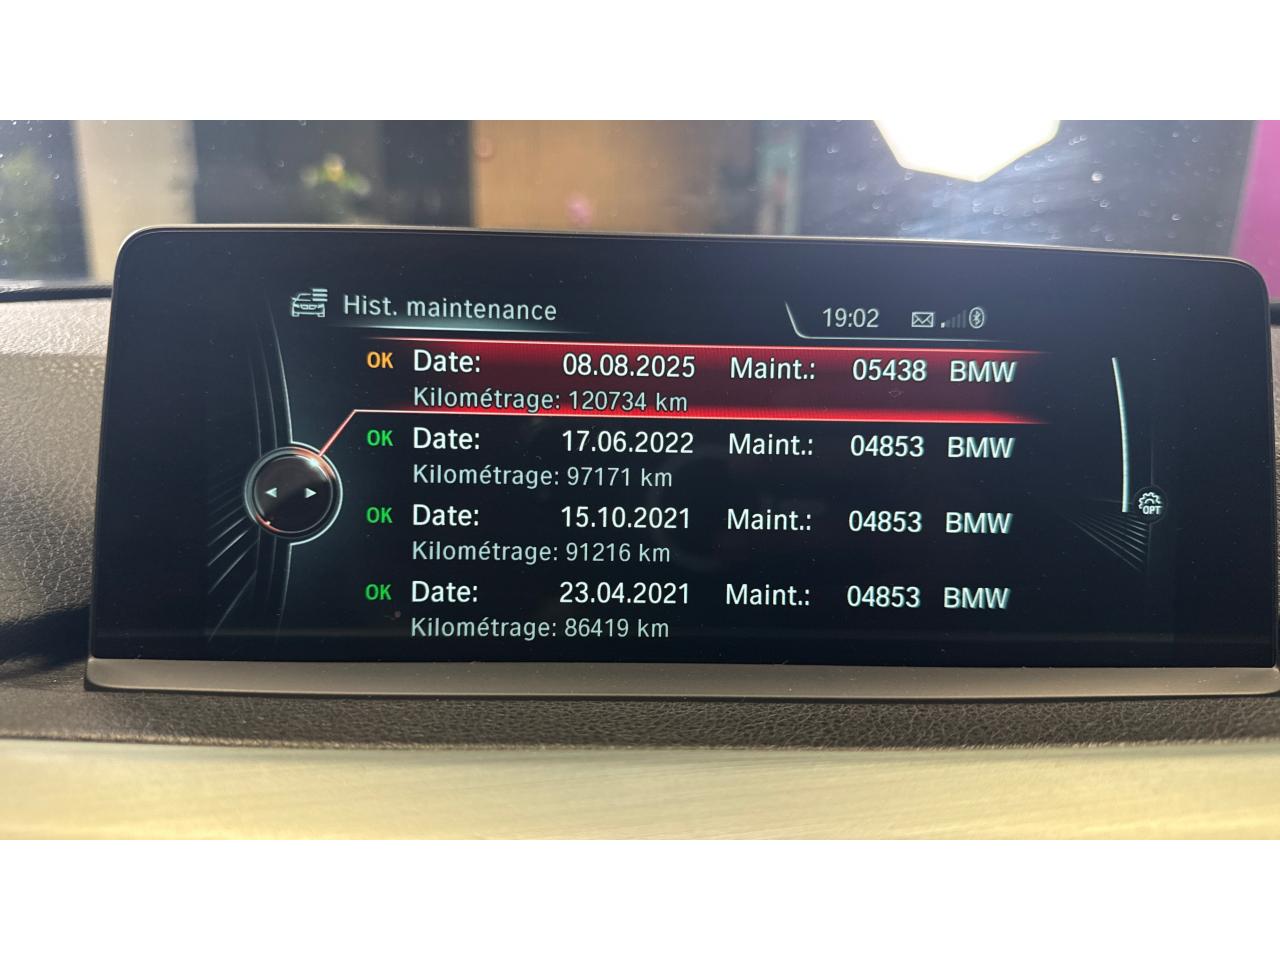 Hist. maintenance 19:02
OK Date: 08.08.2025 Maint.: 05438 BMW
Kilométrage: 120734 km
OK Date: 17.06.2022 Maint.: 04853 BMW
Kilométrage: 97171 km
OK Date: 15.10.2021 Maint.: 04853 BMW
OPT
Kilométrage: 91216 km
OK Date: 23.04.2021 Maint.: 04853 BMW
Kilométrage: 86419 km